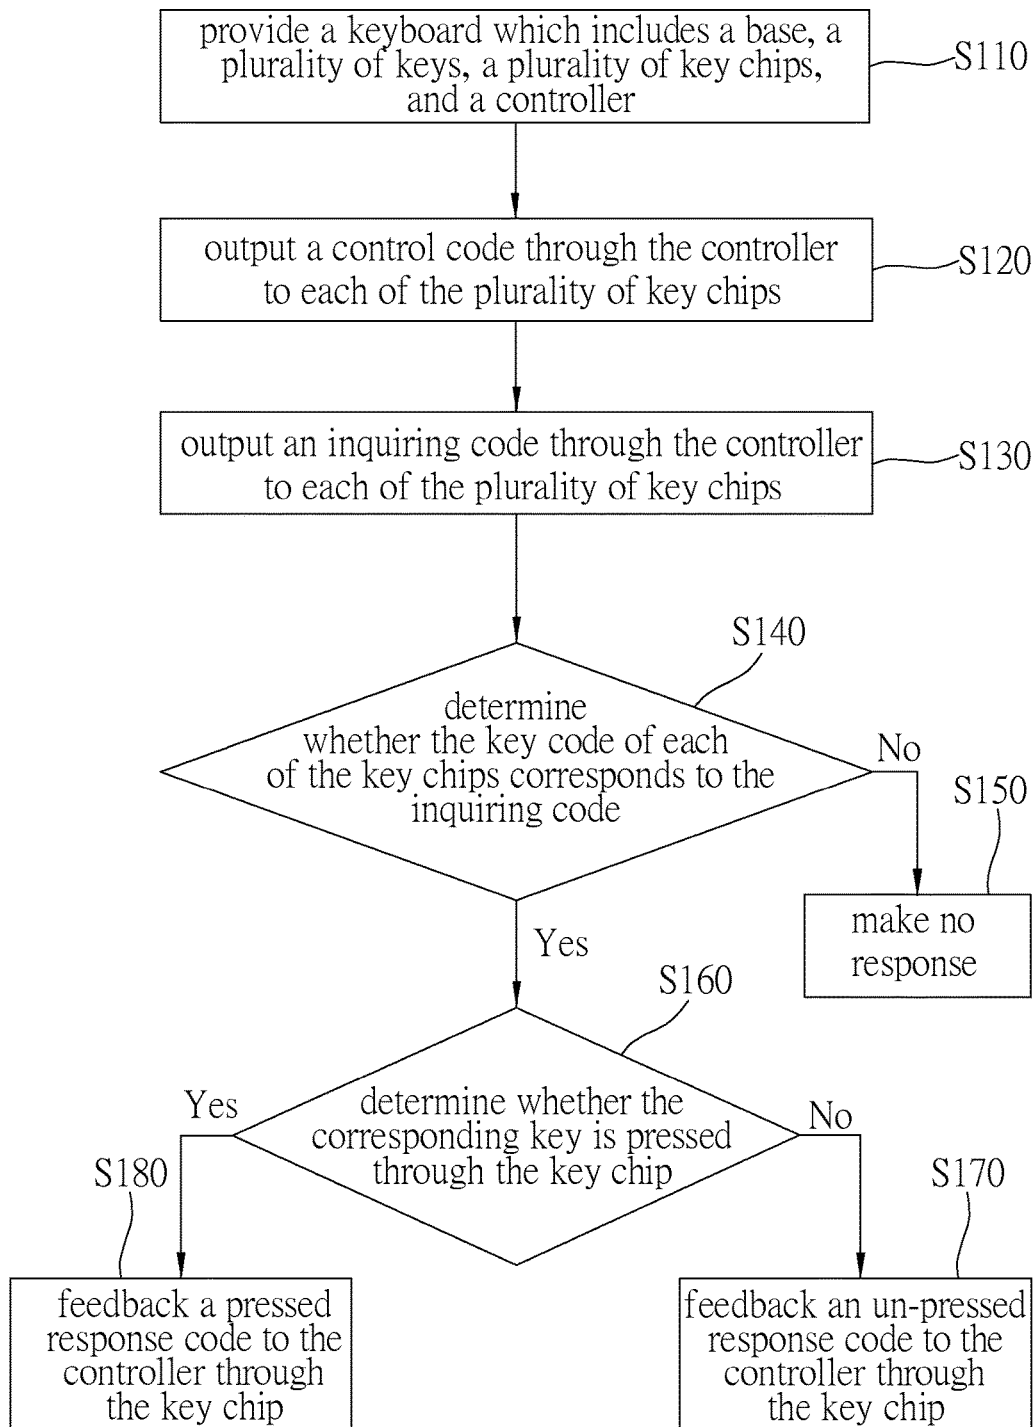 provide a keyboard which includes a base, a
plurality of keys, a plurality of key chips,
and a controller
S110
output a control code through the controller
to each of the plurality of key chips
S120
output an inquiring code through the controller
to each of the plurality of key chips
S130
S140
determine
whether the key code of each
of the key chips corresponds to the
inquiring code
No
S150
make no
response
Yes
S160
determine whether the
corresponding key is pressed
through the key chip
Yes
No
S180
S170
feedback a pressed
response code to the
controller through
the key chip
feedback an un-pressed
response code to the
controller through
the key chip